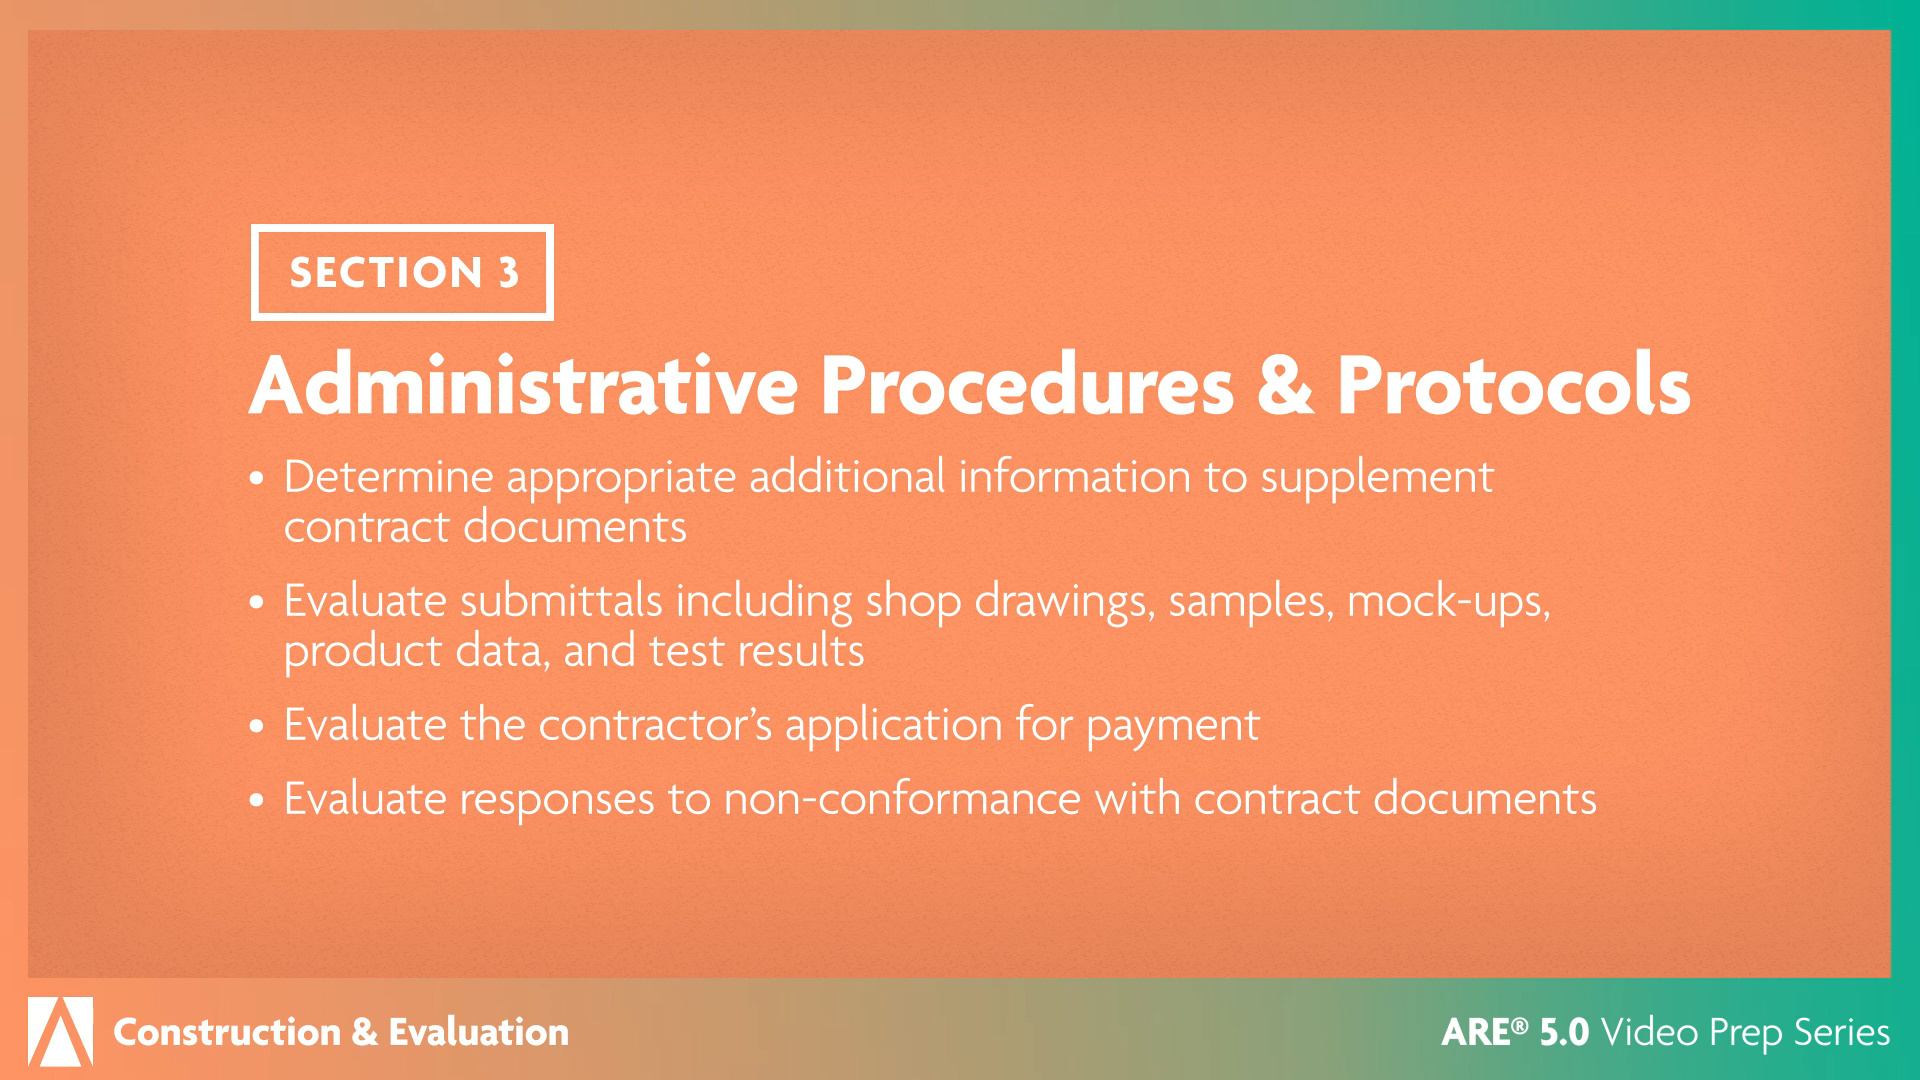 SECTION 3
Administrative Procedures & Protocols
• Determine appropriate additional information to supplement
contract documents
• Evaluate submittals including shop drawings, samples, mock-ups,
product data, and test results
• Evaluate the contractor’s application for payment
• Evaluate responses to non-conformance with contract documents
Construction & Evaluation
ARE® 5.0 Video Prep Series